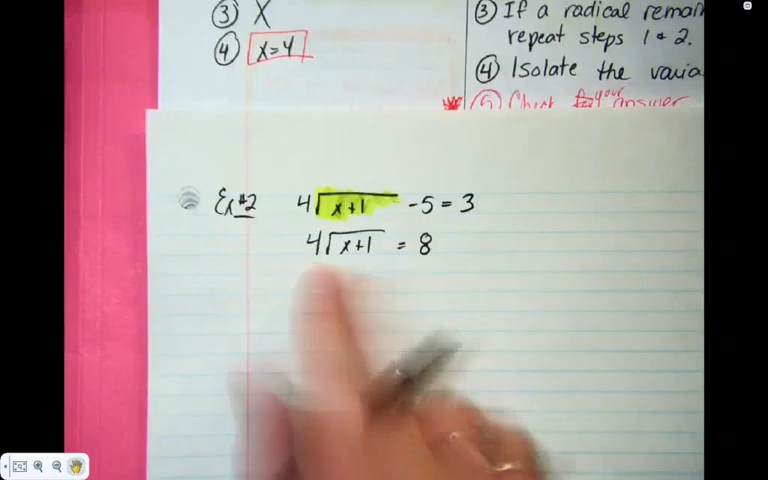 ③ X
④ x=4
③ If a radical remai
repeat steps 1 & 2.
④ Isolate the varia
⑤ Check your answer
Ex #2 4√x+1 -5=3
4√x+1 = 8